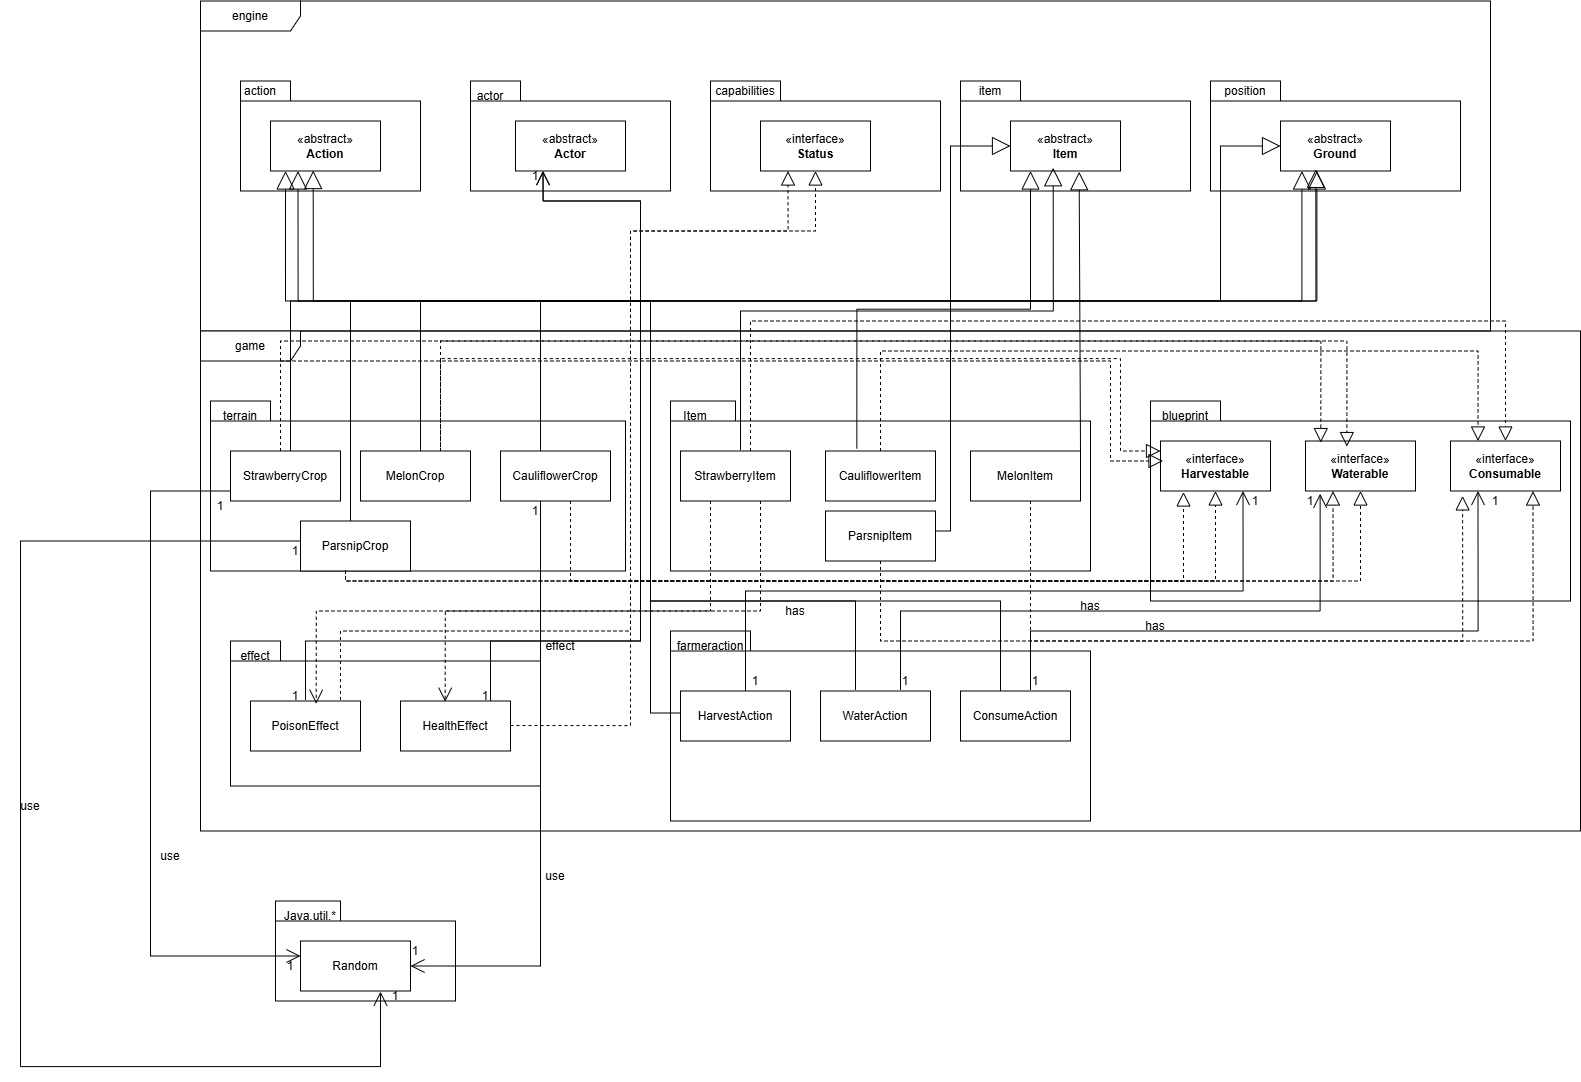 engine
action
actor
capabilities
item
position
«abstract»
Action
«abstract»
Actor
«interface»
Status
«abstract»
Item
«abstract»
Ground
1
game
terrain
Item
blueprint
StrawberryCrop
MelonCrop
CauliflowerCrop
StrawberryItem
CauliflowerItem
MelonItem
«interface»
Harvestable
«interface»
Waterable
«interface»
Consumable
1
1
1
1
1
1
ParsnipCrop
ParsnipItem
has
has
has
effect
effect
farmeraction
1
1
1
1
1
PoisonEffect
HealthEffect
HarvestAction
WaterAction
ConsumeAction
use
use
use
Java.util.*
Random
1
1
1